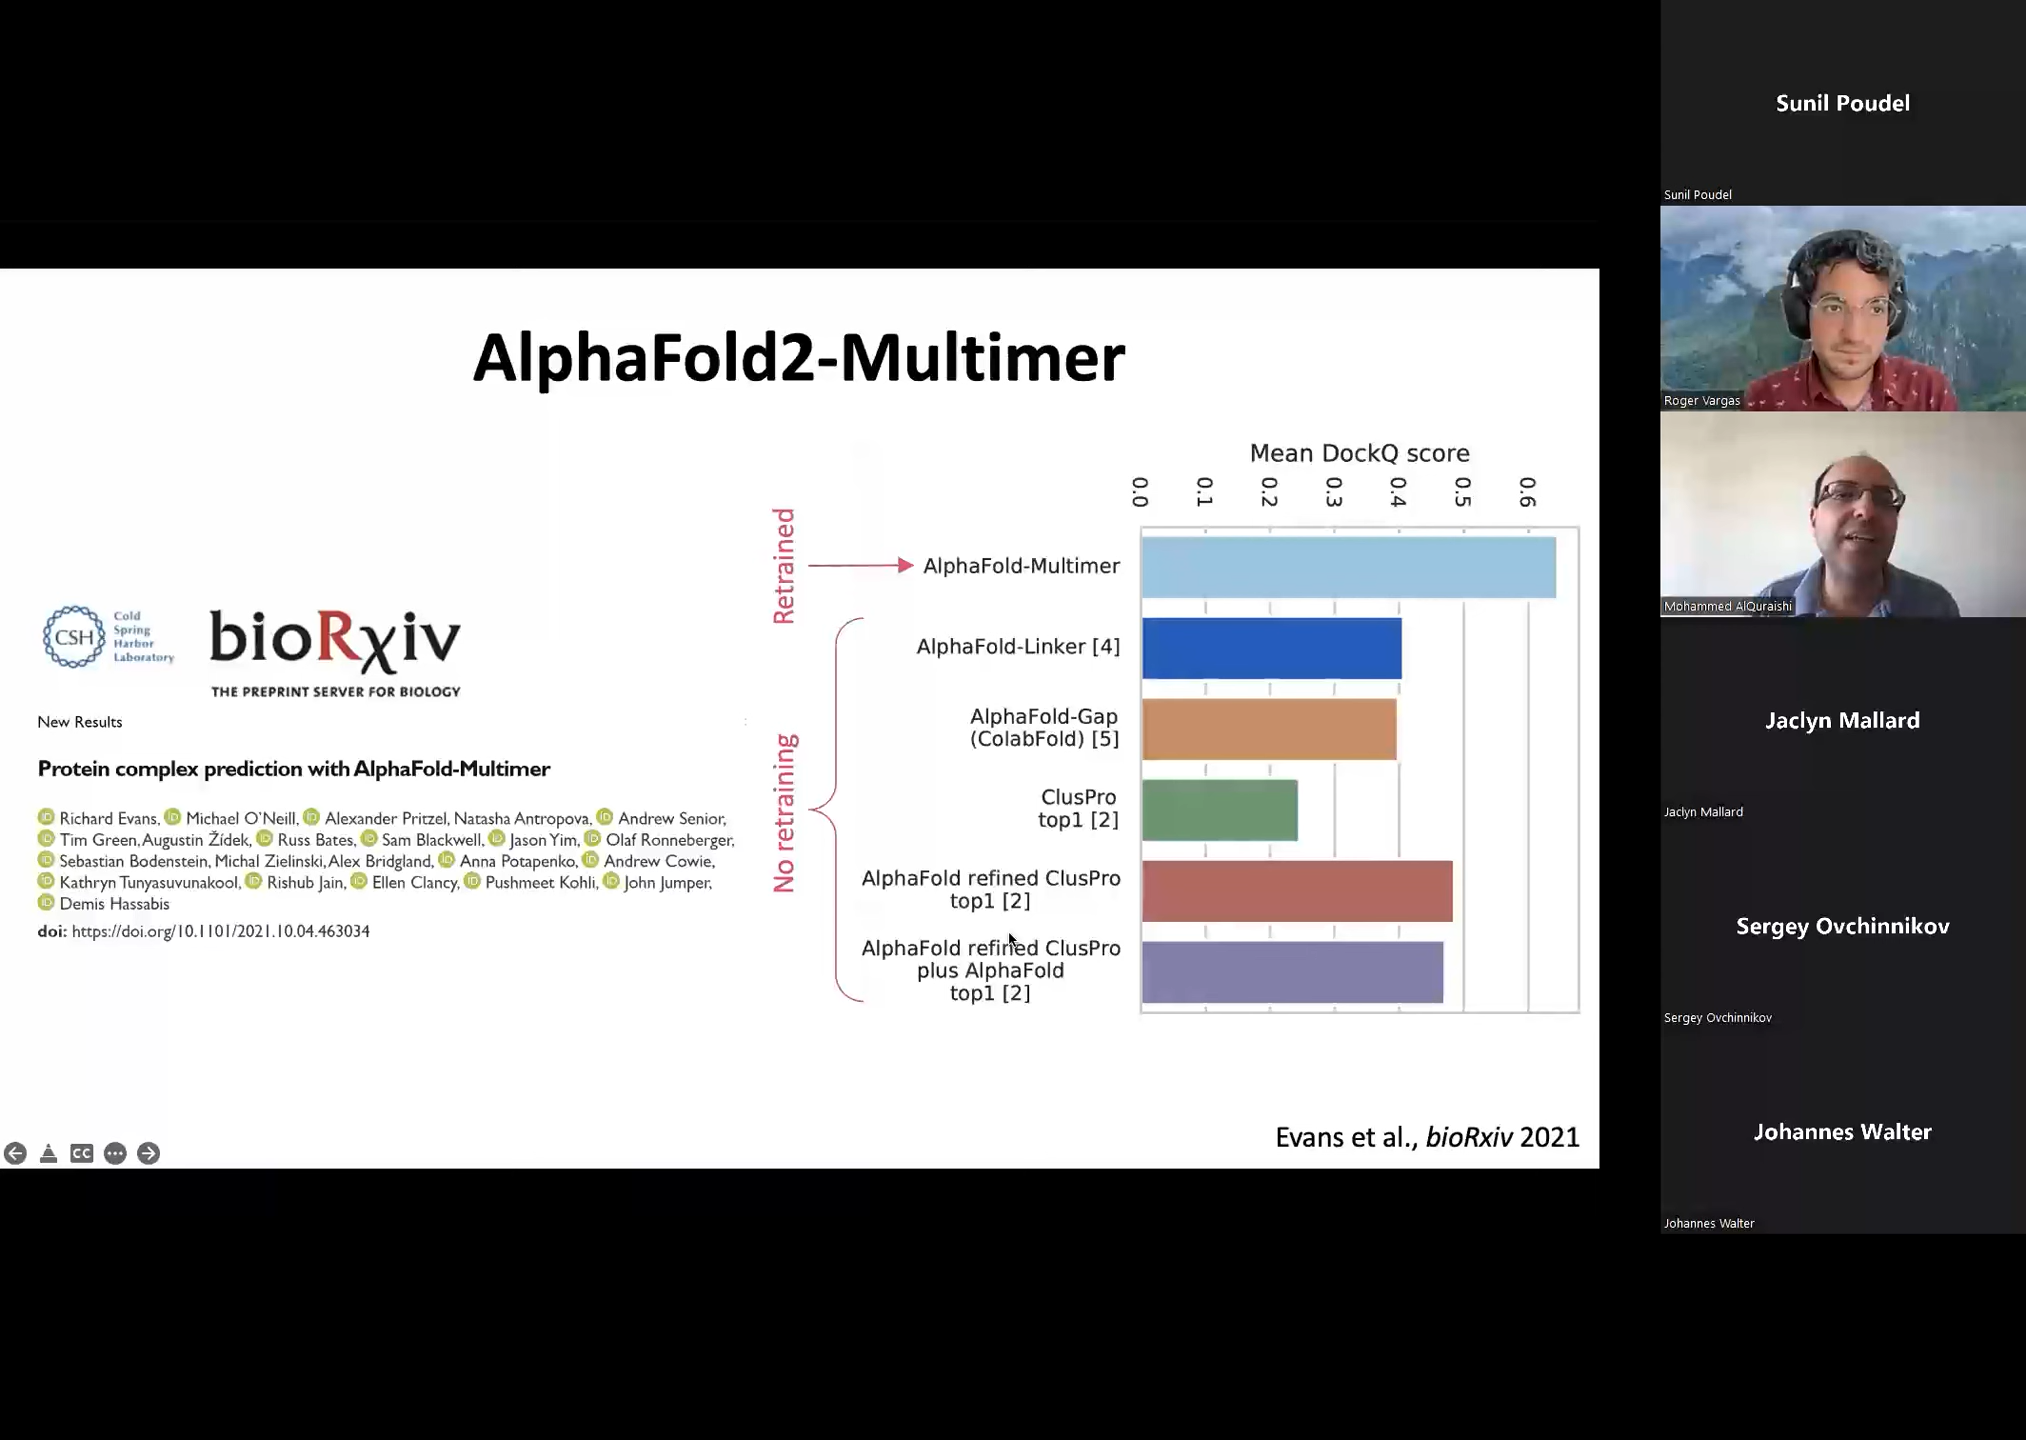 AlphaFold2-Multimer
CSH
Cold
Spring
Harbor
Laboratory
bioRχiv
THE PREPRINT SERVER FOR BIOLOGY
New Results
Protein complex prediction with AlphaFold-Multimer
Richard Evans, Michael O'Neill, Alexander Pritzel, Natasha Antropova, Andrew Senior,
Tim Green, Augustin Žídek, Russ Bates, Sam Blackwell, Jason Yim, Olaf Ronneberger,
Sebastian Bodenstein, Michal Zielinski, Alex Bridgland, Anna Potapenko, Andrew Cowie,
Kathryn Tunyasuvunakool, Rishub Jain, Ellen Clancy, Pushmeet Kohli, John Jumper,
Demis Hassabis
doi: https://doi.org/10.1101/2021.10.04.463034
Retrained
No retraining
Mean DockQ score
0.0 0.1 0.2 0.3 0.4 0.5 0.6
AlphaFold-Multimer
AlphaFold-Linker [4]
AlphaFold-Gap
(ColabFold) [5]
ClusPro
top1 [2]
AlphaFold refined ClusPro
top1 [2]
AlphaFold refined ClusPro
plus AlphaFold
top1 [2]
Evans et al., bioRxiv 2021
CC
Sunil Poudel
Sunil Poudel
Roger Vargas
Mohammed AlQuraishi
Jaclyn Mallard
Jaclyn Mallard
Sergey Ovchinnikov
Sergey Ovchinnikov
Johannes Walter
Johannes Walter